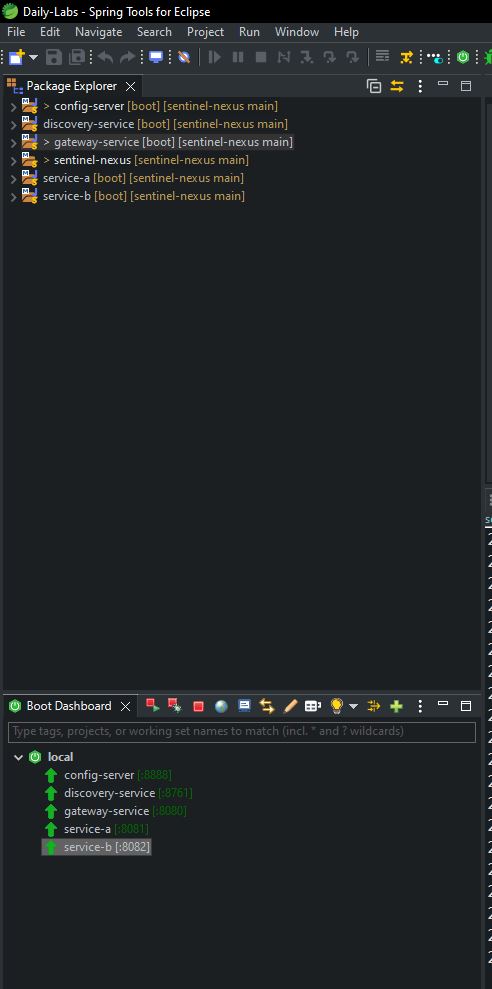 Daily-Labs - Spring Tools for Eclipse
File Edit Navigate Search Project Run Window Help
Package Explorer
> config-server [boot] [sentinel-nexus main]
discovery-service [boot] [sentinel-nexus main]
> gateway-service [boot] [sentinel-nexus main]
> sentinel-nexus [sentinel-nexus main]
service-a [boot] [sentinel-nexus main]
service-b [boot] [sentinel-nexus main]
Boot Dashboard
Type tags, projects, or working set names to match (incl. * and ? wildcards)
local
config-server [:8888]
discovery-service [:8761]
gateway-service [:8080]
service-a [:8081]
service-b [:8082]